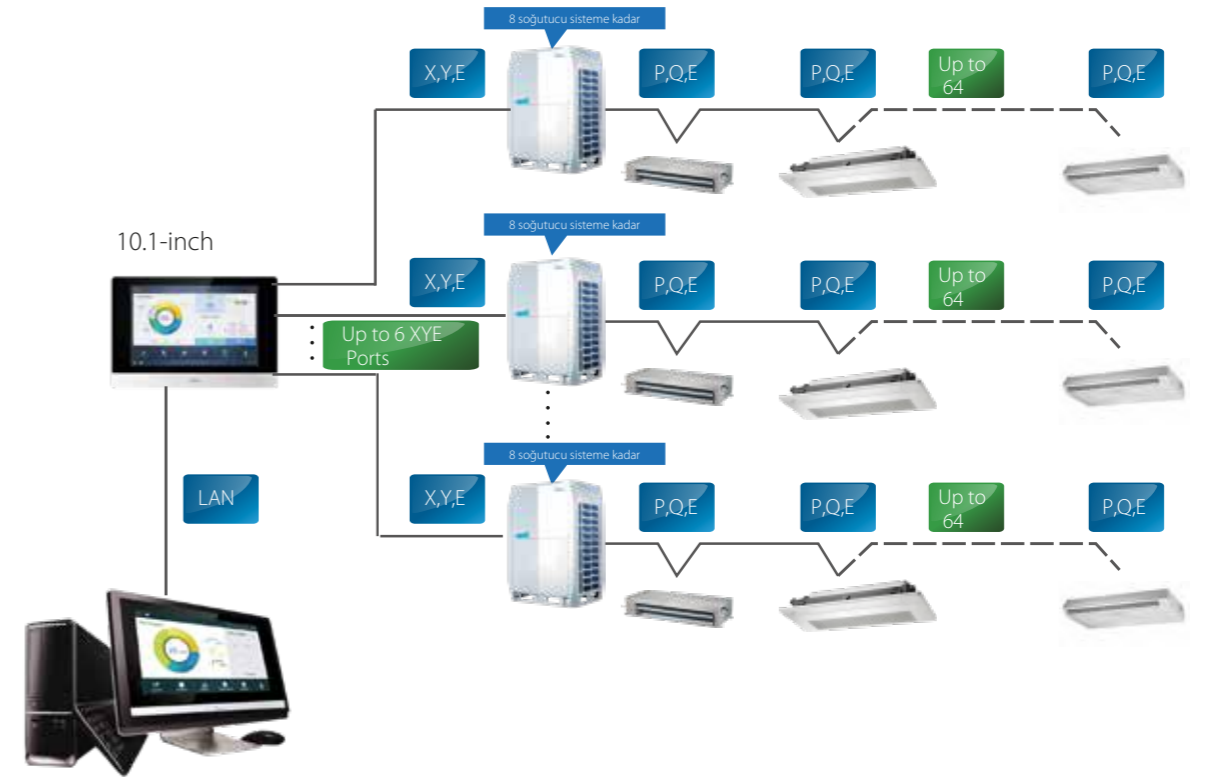 8 soğutucu sisteme kadar
X,Y,E
P,Q,E
P,Q,E
Up to
64
P,Q,E
8 soğutucu sisteme kadar
10.1-inch
X,Y,E
P,Q,E
P,Q,E
Up to
64
P,Q,E
Up to 6 XYE
Ports
8 soğutucu sisteme kadar
LAN
X,Y,E
P,Q,E
P,Q,E
Up to
64
P,Q,E